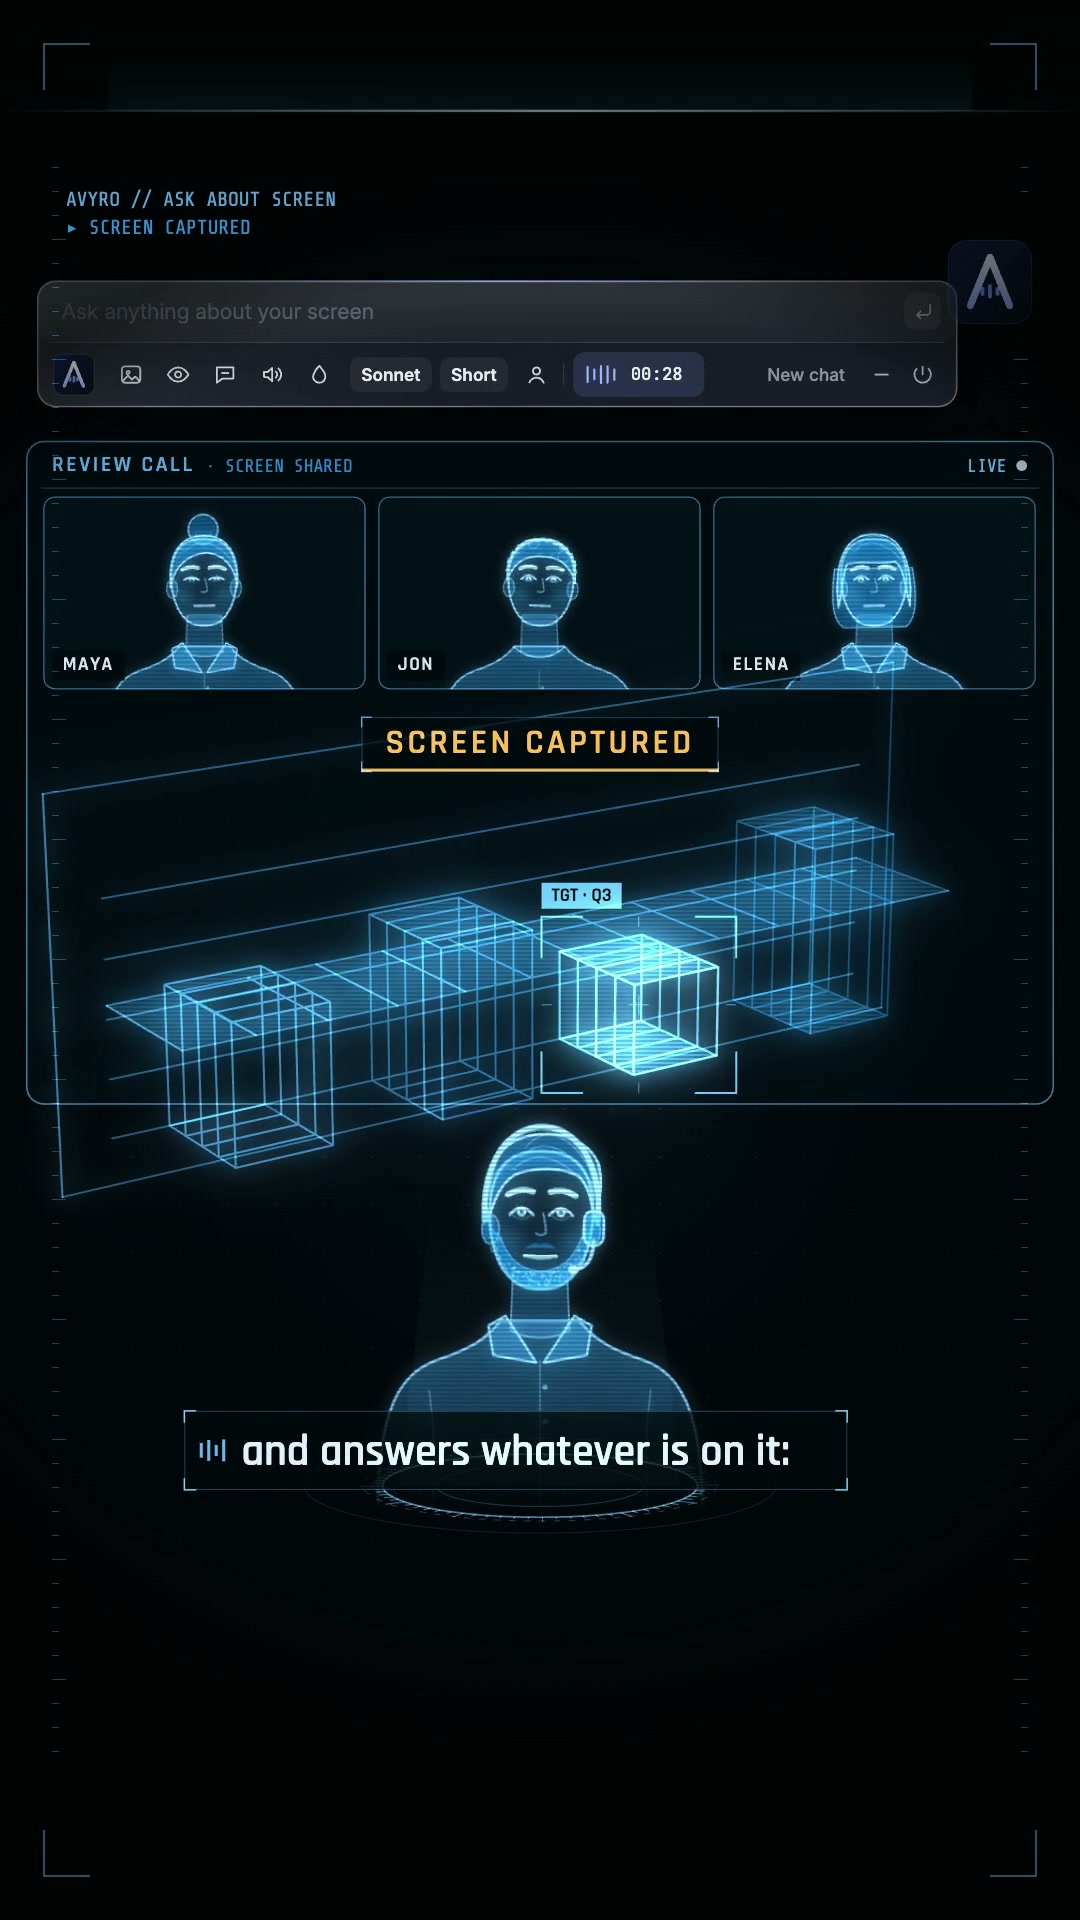 AVYRO // ASK ABOUT SCREEN
▸ SCREEN CAPTURED
Ask anything about your screen
Sonnet Short 00:28 New chat
REVIEW CALL · SCREEN SHARED LIVE
MAYA JON ELENA
SCREEN CAPTURED
TGT · Q3
and answers whatever is on it: